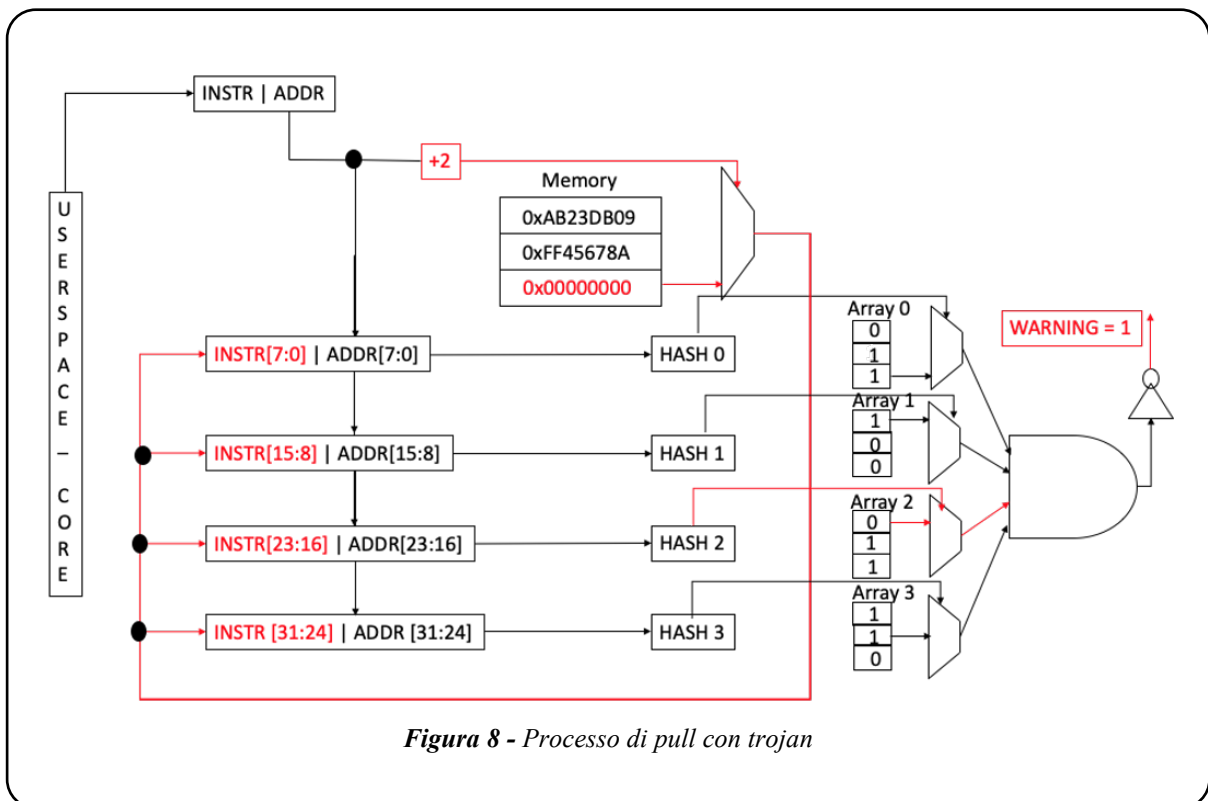 INSTR | ADDR
+2
Memory
0xAB23DB09
0xFF45678A
0x00000000
USERSPACE – CORE
INSTR[7:0] | ADDR[7:0]
HASH 0
Array 0
0
1
1
WARNING = 1
INSTR[15:8] | ADDR[15:8]
HASH 1
Array 1
1
0
0
INSTR[23:16] | ADDR[23:16]
HASH 2
Array 2
0
1
1
INSTR [31:24] | ADDR [31:24]
HASH 3
Array 3
1
1
0
Figura 8 - Processo di pull con trojan